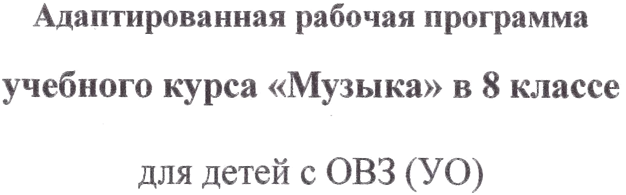 Адаптированная рабочая программа
учебного курса «Музыка» в 8 классе
для детей с ОВЗ (УО)